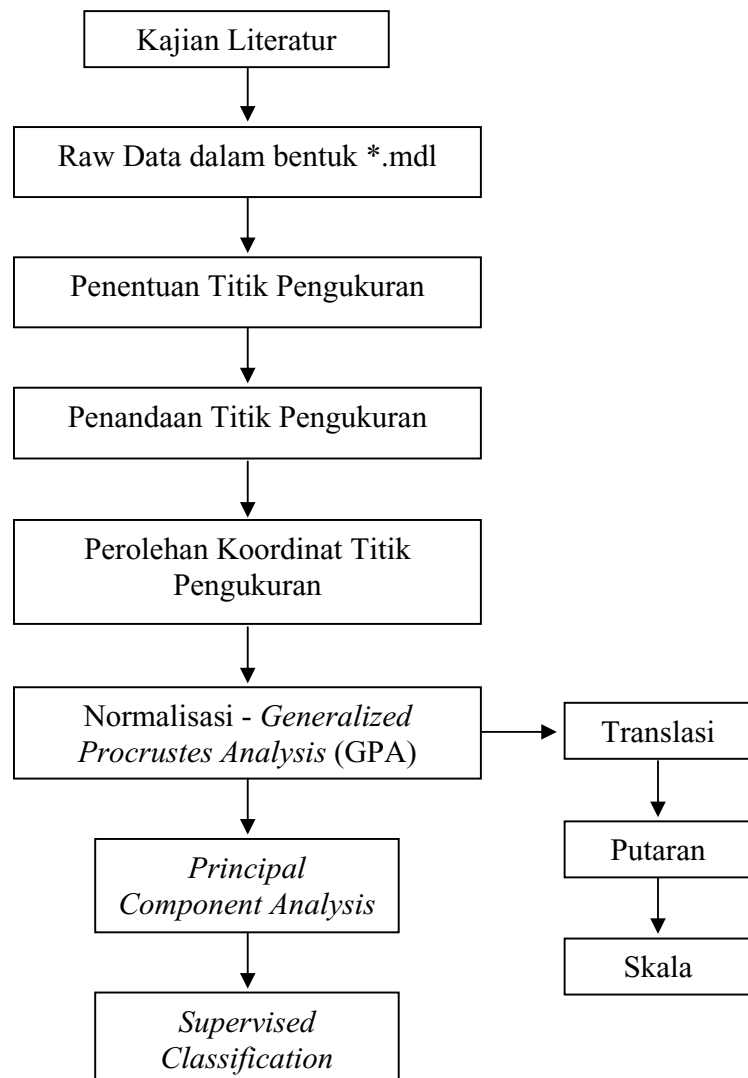 Kajian Literatur
Raw Data dalam bentuk *.mdl
Penentuan Titik Pengukuran
Penandaan Titik Pengukuran
Perolehan Koordinat Titik
Pengukuran
Normalisasi - Generalized
Procrustes Analysis (GPA)
Translasi
Putaran
Skala
Principal
Component Analysis
Supervised
Classification